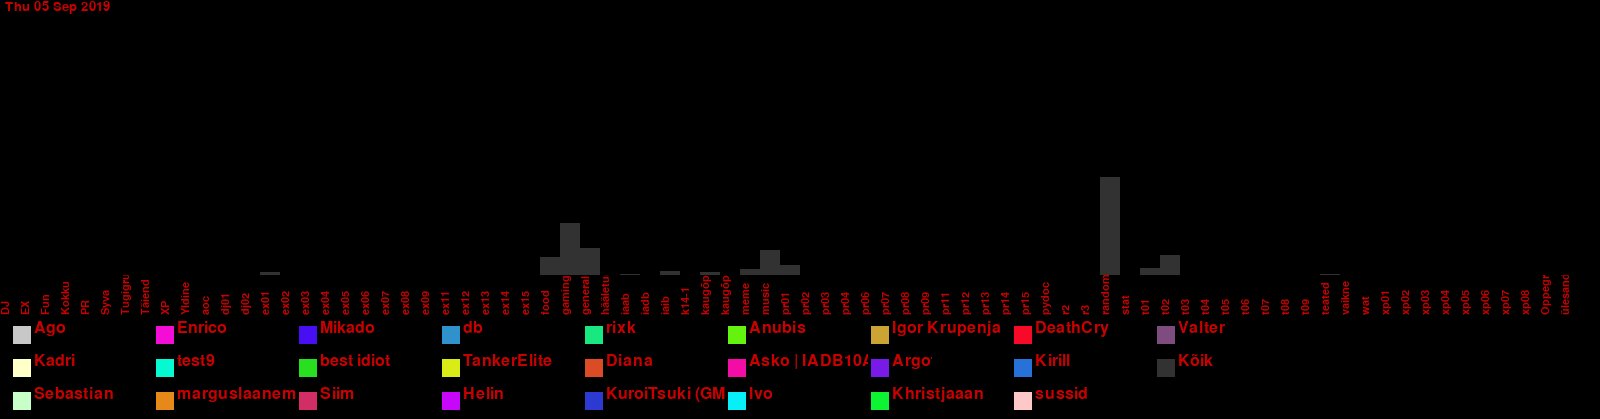 Thu 05 Sep 2019
DJ EX Fun Kokku PR Syva Tugigru Täiend XP Yldine aoc dj01 dj02 ex01 ex02 ex03 ex04 ex05 ex06 ex07 ex08 ex09 ex11 ex12 ex13 ex14 ex15 food gaming general hääletu iaab iadb iaib k14-1 kaugõp kaugõp meme music pr01 pr02 pr03 pr04 pr06 pr07 pr08 pr09 pr11 pr12 pr13 pr14 pr15 pydoc r2 r3 random stat t01 t02 t03 t04 t05 t06 t07 t08 t09 teated vaikne wat xp01 xp02 xp03 xp04 xp05 xp06 xp07 xp08 Õppegr ülesand
Ago Enrico Mikado db rixk Anubis Igor Krupenja DeathCry Valter
Kadri test9 best idiot TankerElite Diana Asko | IADB10 Argo Kirill Kõik
Sebastian marguslaanem Siim Helin KuroiTsuki (GM Ivo Khristjaaan sussid